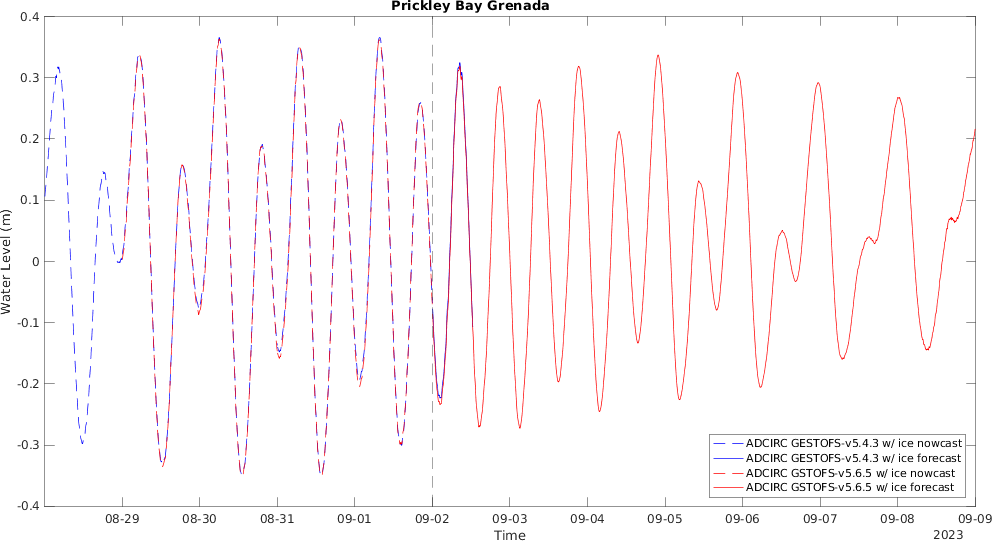 Prickley Bay Grenada
0.4
0.3
0.2
0.1
0
-0.1
-0.2
-0.3
-0.4
Water Level (m)
ADCIRC GESTOFS-v5.4.3 w/ ice nowcast
ADCIRC GESTOFS-v5.4.3 w/ ice forecast
ADCIRC GSTOFS-v5.6.5 w/ ice nowcast
ADCIRC GSTOFS-v5.6.5 w/ ice forecast
08-29 08-30 08-31 09-01 09-02 09-03 09-04 09-05 09-06 09-07 09-08 09-09
Time
2023